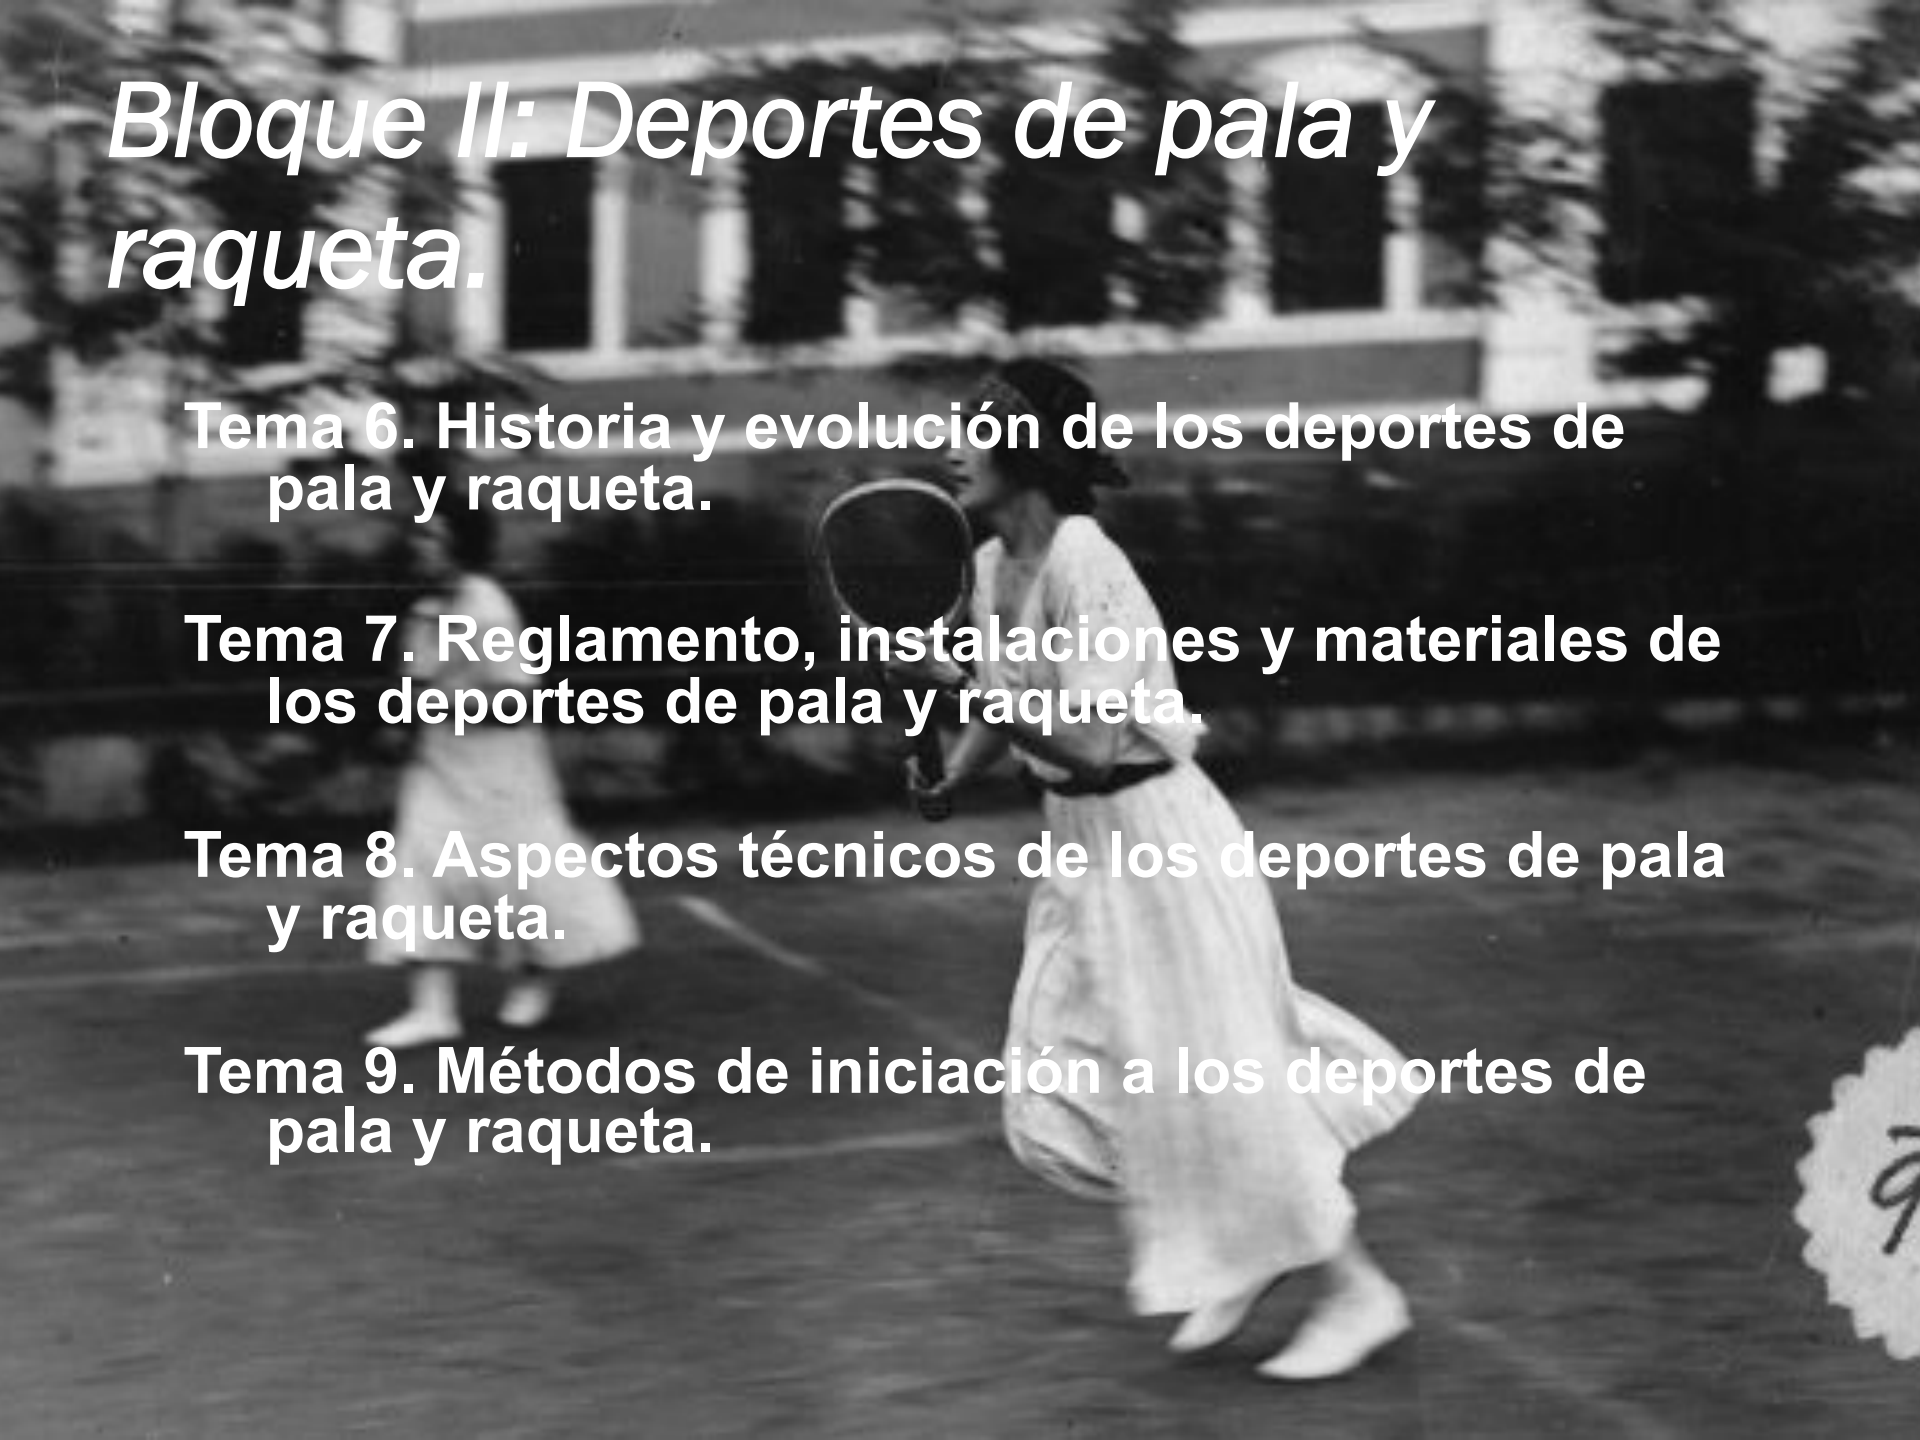 Bloque II: Deportes de pala y
raqueta.
Tema 6. Historia y evolución de los deportes de
pala y raqueta.
Tema 7. Reglamento, instalaciones y materiales de
los deportes de pala y raqueta.
Tema 8. Aspectos técnicos de los deportes de pala
y raqueta.
Tema 9. Métodos de iniciación a los deportes de
pala y raqueta.